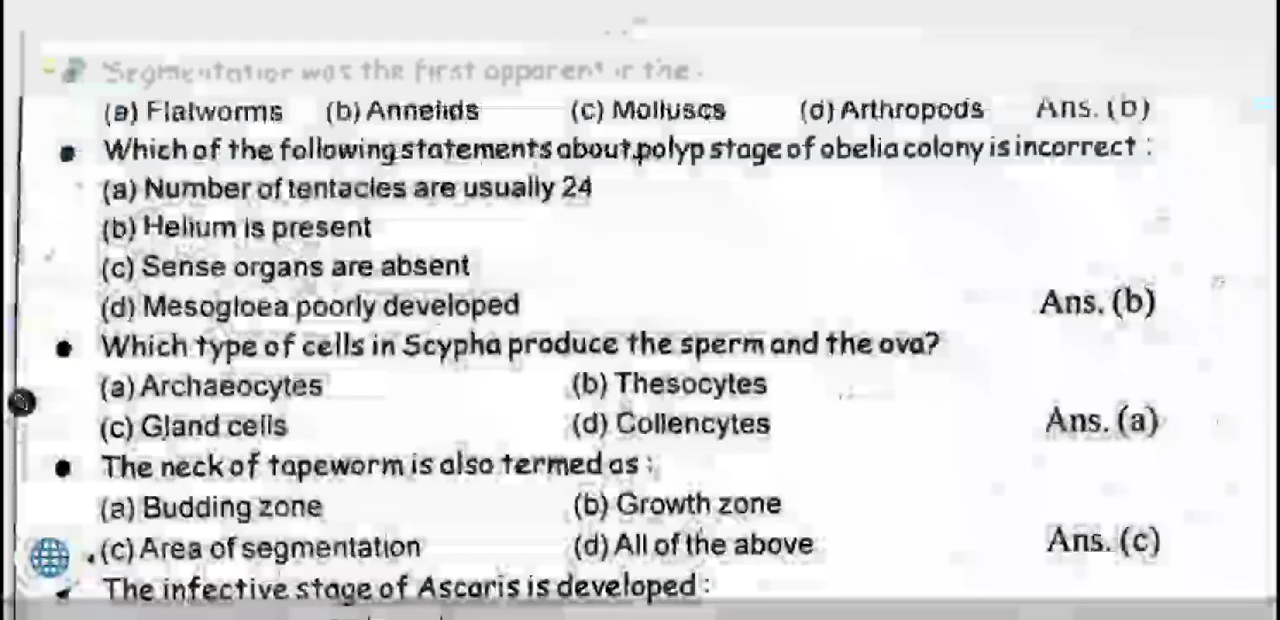 Segmentation was the first apparent in the
(a) Flalworms (b) Annelids (c) Molluscs (d) Arthropods Ans. (b)
Which of the following statements about polyp stage of obelia colony is incorrect :
(a) Number of tentacles are usually 24
(b) Helium is present
(c) Sense organs are absent
(d) Mesogloea poorly developed Ans. (b)
Which type of cells in Scypha produce the sperm and the ova?
(a) Archaeocytes (b) Thesocytes
(c) Gland cells (d) Collencytes Ans. (a)
The neck of tapeworm is also termed as :
(a) Budding zone (b) Growth zone
(c) Area of segmentation (d) All of the above Ans. (c)
The infective stage of Ascaris is developed :